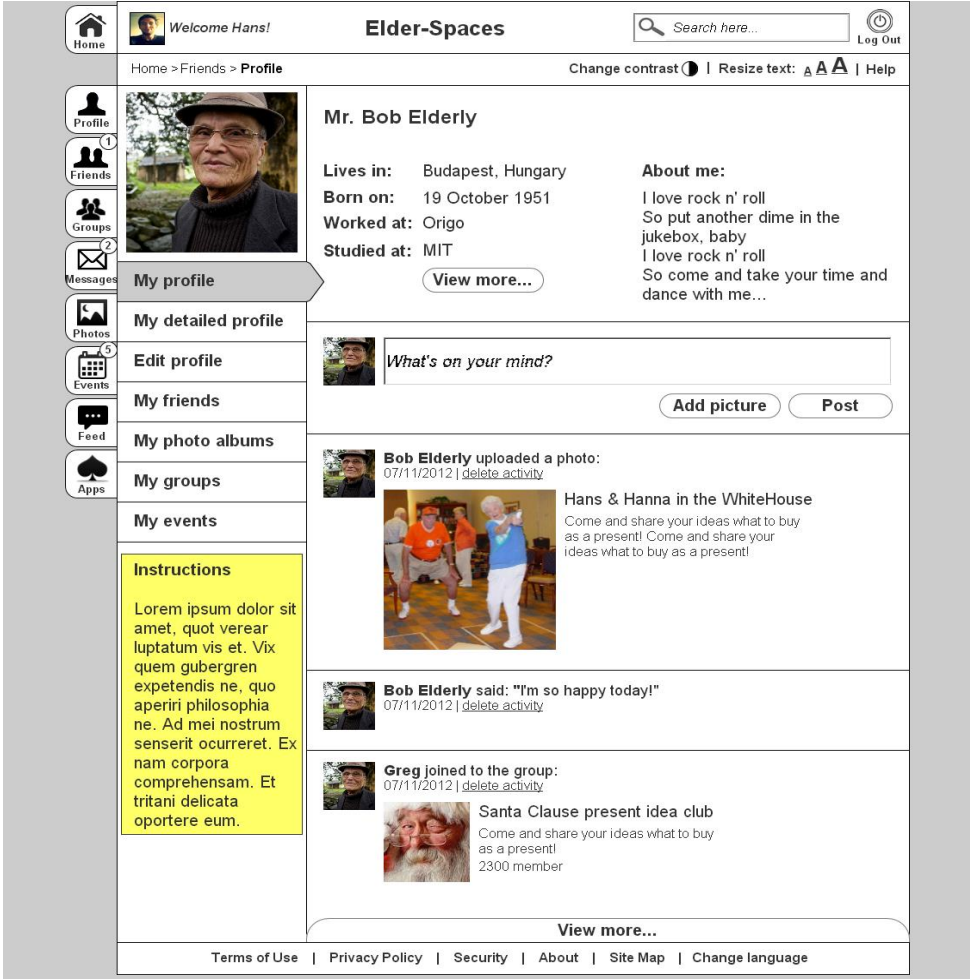 Home
Welcome Hans!
Elder-Spaces
Search here...
Log Out
Home > Friends > Profile
Change contrast | Resize text: A A A | Help
Profile
1
Friends
Groups
2
Messages
Photos
5
Events
Feed
Apps
My profile
My detailed profile
Edit profile
My friends
My photo albums
My groups
My events
Instructions
Lorem ipsum dolor sit
amet, quot verear
luptatum vis et. Vix
quem gubergren
expetendis ne, quo
aperiri philosophia
ne. Ad mei nostrum
senserit ocurreret. Ex
nam corpora
comprehensam. Et
tritani delicata
oportere eum.
Mr. Bob Elderly
Lives in: Budapest, Hungary
Born on: 19 October 1951
Worked at: Origo
Studied at: MIT
View more...
About me:
I love rock n' roll
So put another dime in the
jukebox, baby
I love rock n' roll
So come and take your time and
dance with me...
What's on your mind?
Add picture
Post
Bob Elderly uploaded a photo:
07/11/2012 | delete activity
Hans & Hanna in the WhiteHouse
Come and share your ideas what to buy
as a present! Come and share your
ideas what to buy as a present!
Bob Elderly said: "I'm so happy today!"
07/11/2012 | delete activity
Greg joined to the group:
07/11/2012 | delete activity
Santa Clause present idea club
Come and share your ideas what to buy
as a present!
2300 member
View more...
Terms of Use | Privacy Policy | Security | About | Site Map | Change language